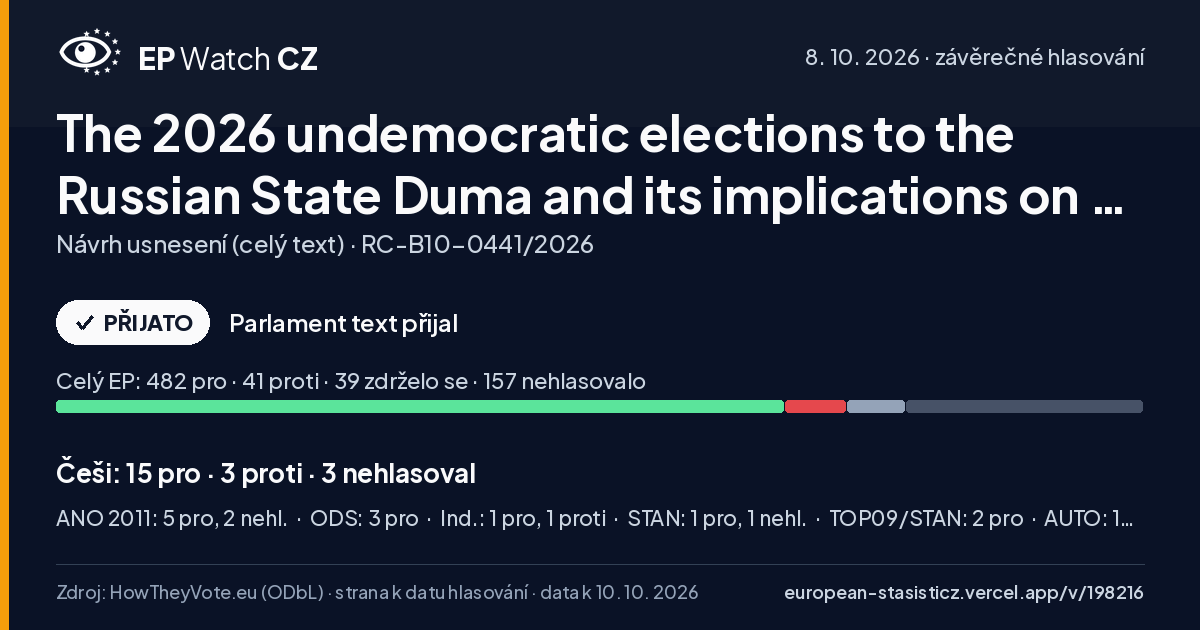 EP Watch CZ
8. 10. 2026 · závěrečné hlasování
The 2026 undemocratic elections to the
Russian State Duma and its implications on …
Návrh usnesení (celý text) · RC-B10-0441/2026
✓ PŘIJATO
Parlament text přijal
Celý EP: 482 pro · 41 proti · 39 zdrželo se · 157 nehlasovalo
Češi: 15 pro · 3 proti · 3 nehlasoval
ANO 2011: 5 pro, 2 nehl. · ODS: 3 pro · Ind.: 1 pro, 1 proti · STAN: 1 pro, 1 nehl. · TOP09/STAN: 2 pro · AUTO: 1…
Zdroj: HowTheyVote.eu (ODbL) · strana k datu hlasování · data k 10. 10. 2026
european-stasisticz.vercel.app/v/198216